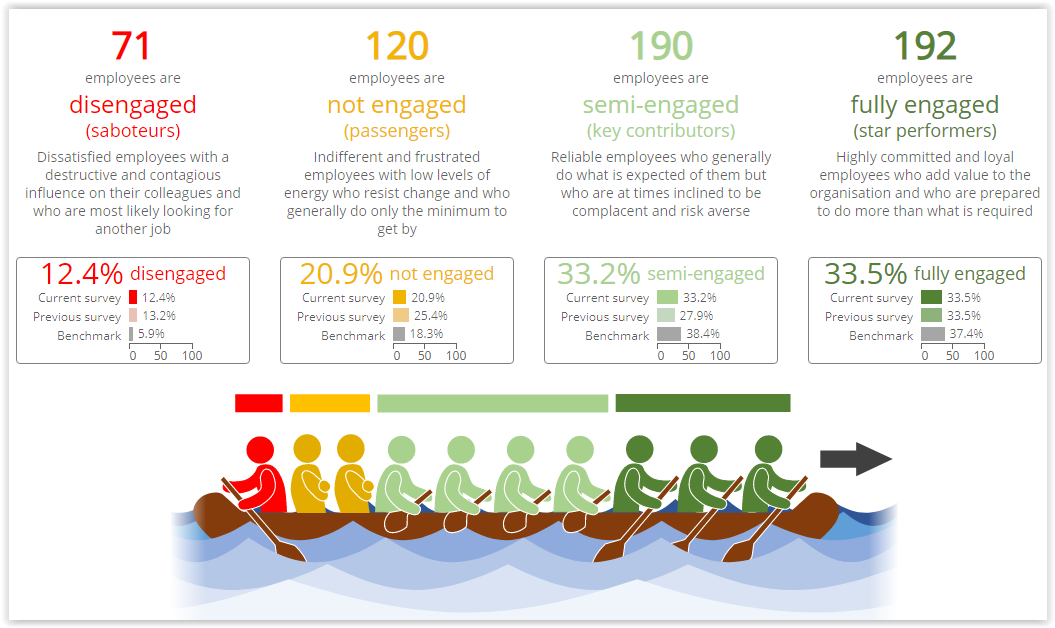 71
employees are
disengaged
(saboteurs)
Dissatisfied employees with a
destructive and contagious
influence on their colleagues and
who are most likely looking for
another job
120
employees are
not engaged
(passengers)
Indifferent and frustrated
employees with low levels of
energy who resist change and who
generally do only the minimum to
get by
190
employees are
semi-engaged
(key contributors)
Reliable employees who generally
do what is expected of them but
who are at times inclined to be
complacent and risk averse
192
employees are
fully engaged
(star performers)
Highly committed and loyal
employees who add value to the
organisation and who are prepared
to do more than what is required
12.4% disengaged
Current survey 12.4%
Previous survey 13.2%
Benchmark 5.9%
0 50 100
20.9% not engaged
Current survey 20.9%
Previous survey 25.4%
Benchmark 18.3%
0 50 100
33.2% semi-engaged
Current survey 33.2%
Previous survey 27.9%
Benchmark 38.4%
0 50 100
33.5% fully engaged
Current survey 33.5%
Previous survey 33.5%
Benchmark 37.4%
0 50 100